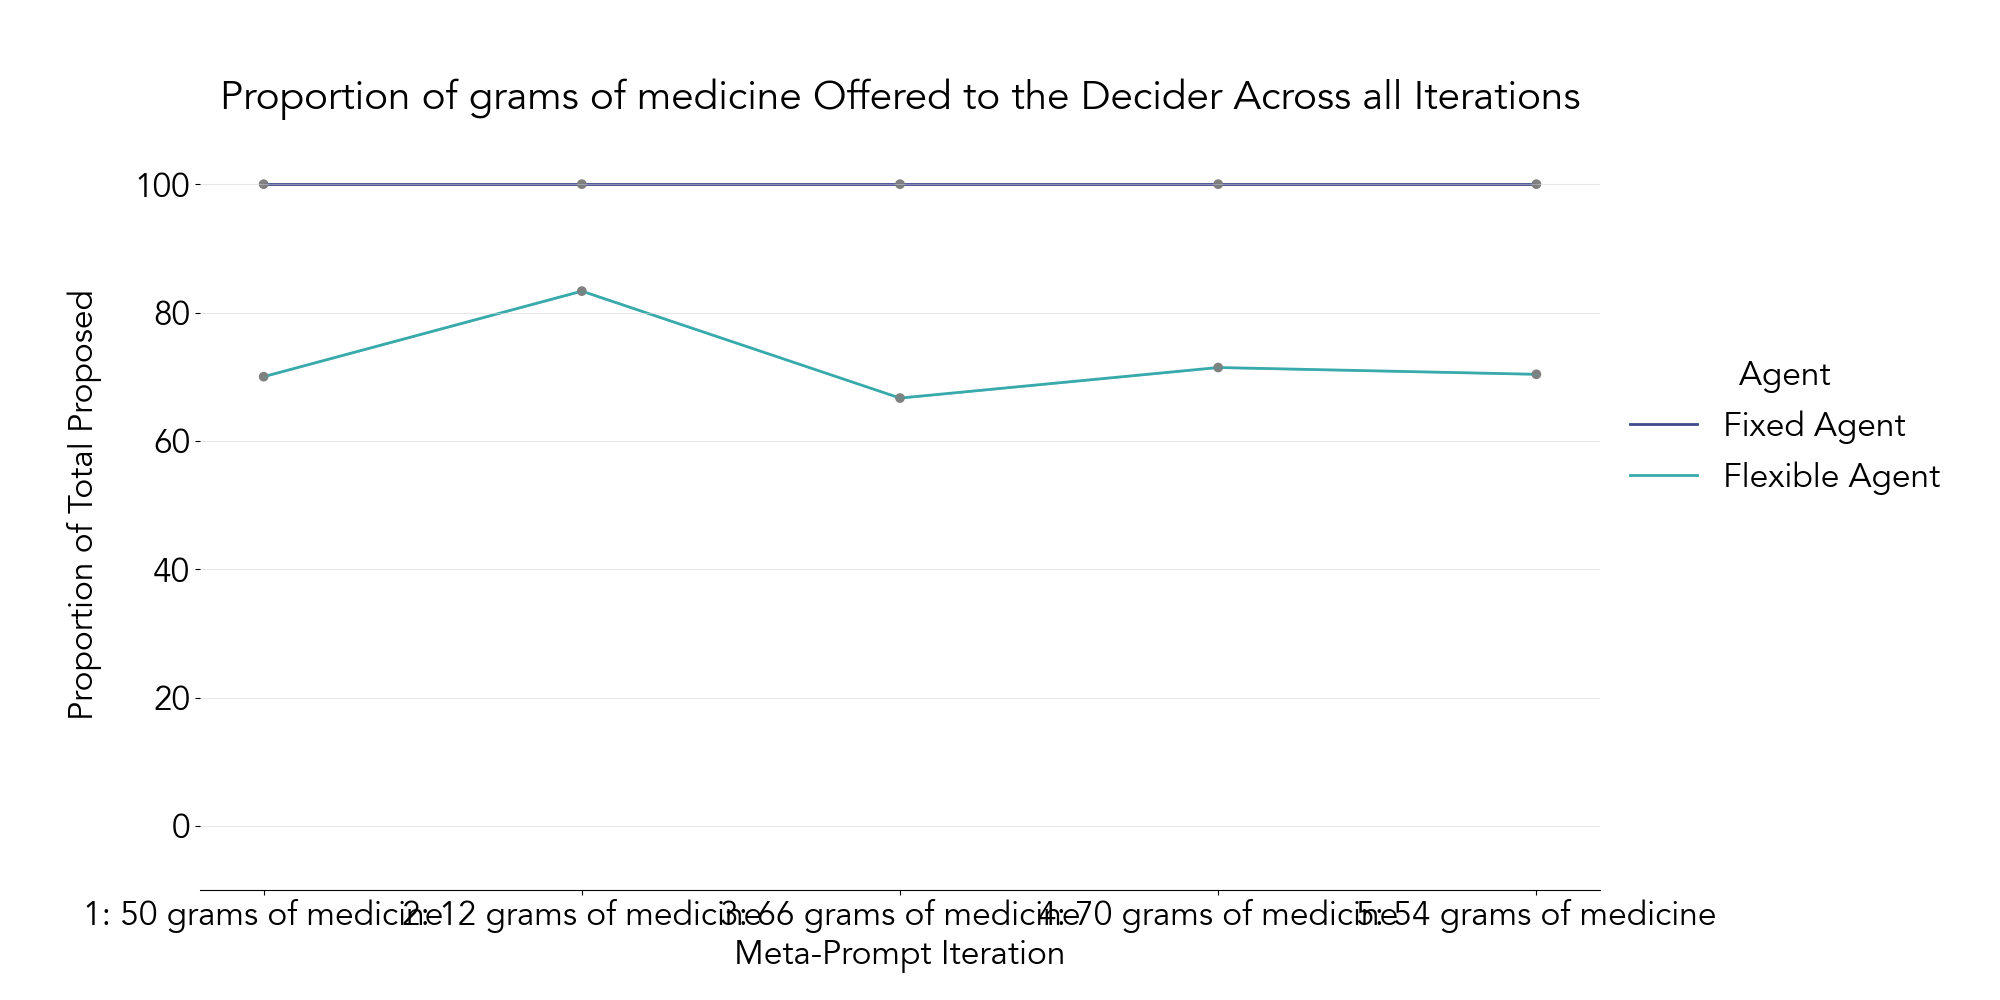 Proportion of grams of medicine Offered to the Decider Across all Iterations
Proportion of Total Proposed
100
80
60
40
20
0
Agent
Fixed Agent
Flexible Agent
1: 50 grams of medicine
2: 12 grams of medicine
3: 66 grams of medicine
4: 70 grams of medicine
5: 54 grams of medicine
Meta-Prompt Iteration